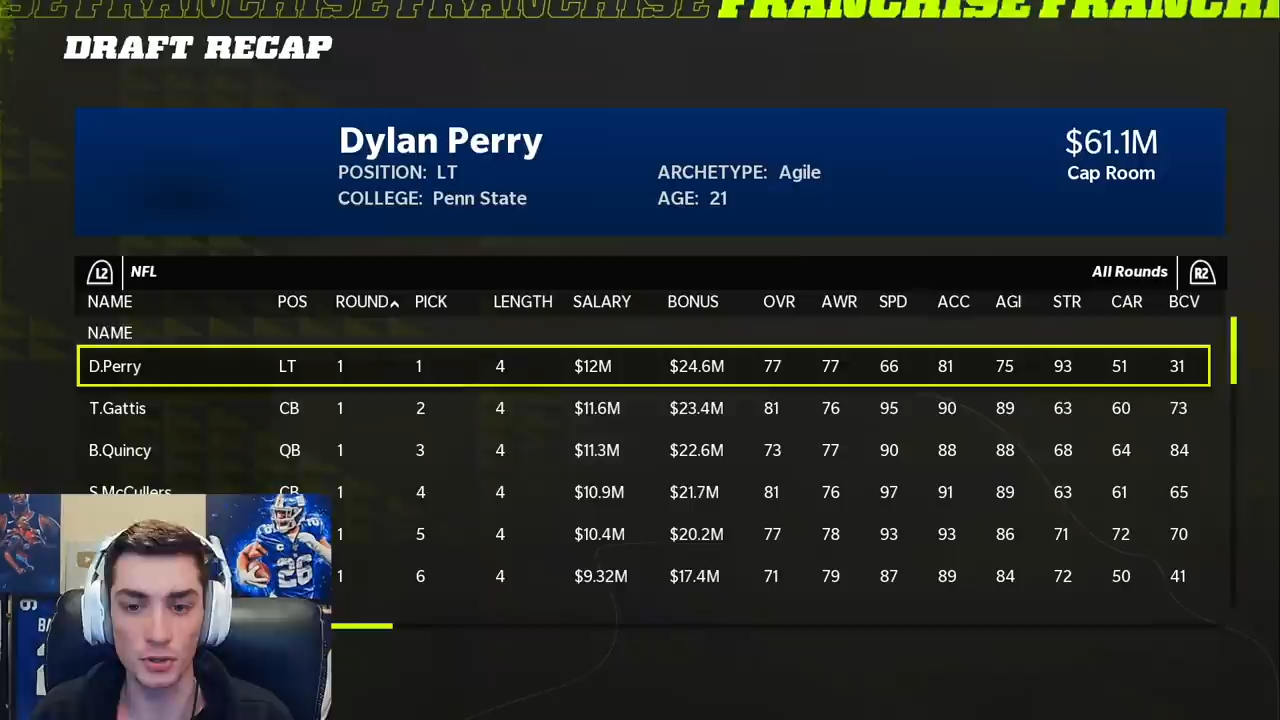 FRANCHISE FRANCHISE FRANCHISE FRANCHI
DRAFT RECAP
Dylan Perry
POSITION: LT
ARCHETYPE: Agile
COLLEGE: Penn State
AGE: 21
$61.1M
Cap Room
L2 NFL All Rounds R2
NAME POS ROUND PICK LENGTH SALARY BONUS OVR AWR SPD ACC AGI STR CAR BCV
NAME
D.Perry LT 1 1 4 $12M $24.6M 77 77 66 81 75 93 51 31
T.Gattis CB 1 2 4 $11.6M $23.4M 81 76 95 90 89 63 60 73
B.Quincy QB 1 3 4 $11.3M $22.6M 73 77 90 88 88 68 64 84
S.McCullers CB 1 4 4 $10.9M $21.7M 81 76 97 91 89 63 61 65
1 5 4 $10.4M $20.2M 77 78 93 93 86 71 72 70
1 6 4 $9.32M $17.4M 71 79 87 89 84 72 50 41
26